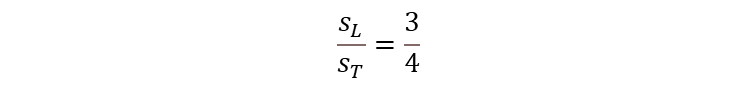 s_L/s_T = 3/4